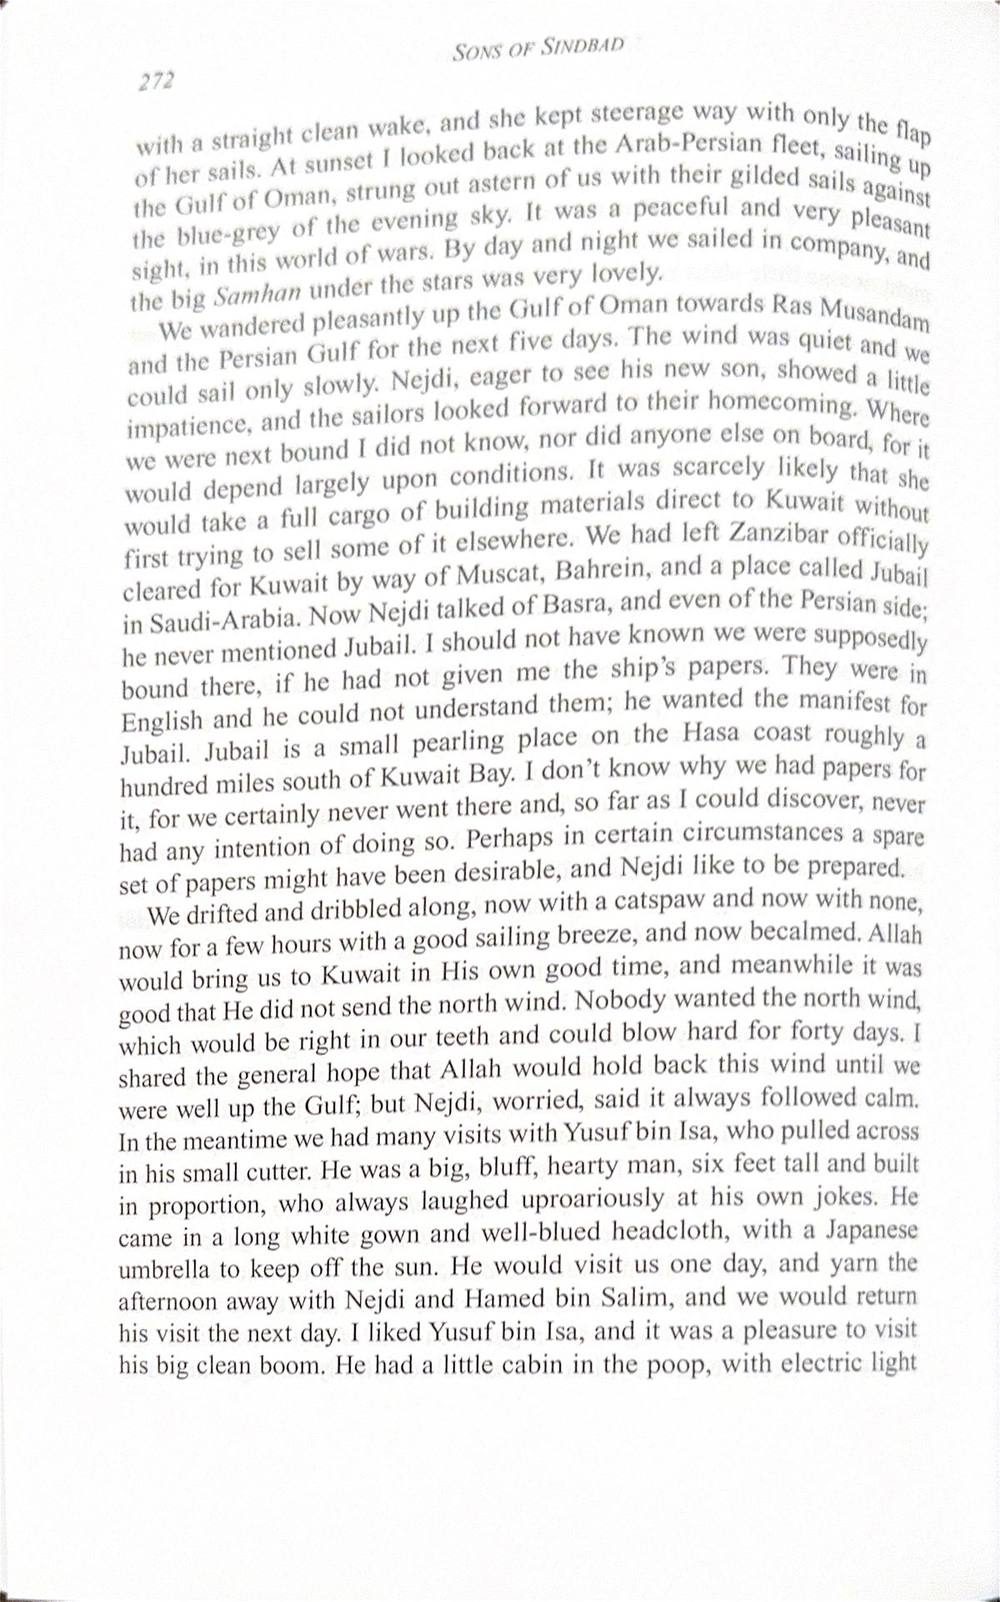 SONS OF SINDBAD
272
with a straight clean wake, and she kept steerage way with only the flap
of her sails. At sunset I looked back at the Arab-Persian fleet, sailing up
the Gulf of Oman, strung out astern of us with their gilded sails against
the blue-grey of the evening sky. It was a peaceful and very pleasant
sight, in this world of wars. By day and night we sailed in company, and
the big Samhan under the stars was very lovely.
We wandered pleasantly up the Gulf of Oman towards Ras Musandam
and the Persian Gulf for the next five days. The wind was quiet and we
could sail only slowly. Nejdi, eager to see his new son, showed a little
impatience, and the sailors looked forward to their homecoming. Where
we were next bound I did not know, nor did anyone else on board, for it
would depend largely upon conditions. It was scarcely likely that she
would take a full cargo of building materials direct to Kuwait without
first trying to sell some of it elsewhere. We had left Zanzibar officially
cleared for Kuwait by way of Muscat, Bahrein, and a place called Jubail
in Saudi-Arabia. Now Nejdi talked of Basra, and even of the Persian side;
he never mentioned Jubail. I should not have known we were supposedly
bound there, if he had not given me the ship's papers. They were in
English and he could not understand them; he wanted the manifest for
Jubail. Jubail is a small pearling place on the Hasa coast roughly a
hundred miles south of Kuwait Bay. I don't know why we had papers for
it, for we certainly never went there and, so far as I could discover, never
had any intention of doing so. Perhaps in certain circumstances a spare
set of papers might have been desirable, and Nejdi like to be prepared.
We drifted and dribbled along, now with a catspaw and now with none,
now for a few hours with a good sailing breeze, and now becalmed. Allah
would bring us to Kuwait in His own good time, and meanwhile it was
good that He did not send the north wind. Nobody wanted the north wind,
which would be right in our teeth and could blow hard for forty days. I
shared the general hope that Allah would hold back this wind until we
were well up the Gulf; but Nejdi, worried, said it always followed calm.
In the meantime we had many visits with Yusuf bin Isa, who pulled across
in his small cutter. He was a big, bluff, hearty man, six feet tall and built
in proportion, who always laughed uproariously at his own jokes. He
came in a long white gown and well-blued headcloth, with a Japanese
umbrella to keep off the sun. He would visit us one day, and yarn the
afternoon away with Nejdi and Hamed bin Salim, and we would return
his visit the next day. I liked Yusuf bin Isa, and it was a pleasure to visit
his big clean boom. He had a little cabin in the poop, with electric light